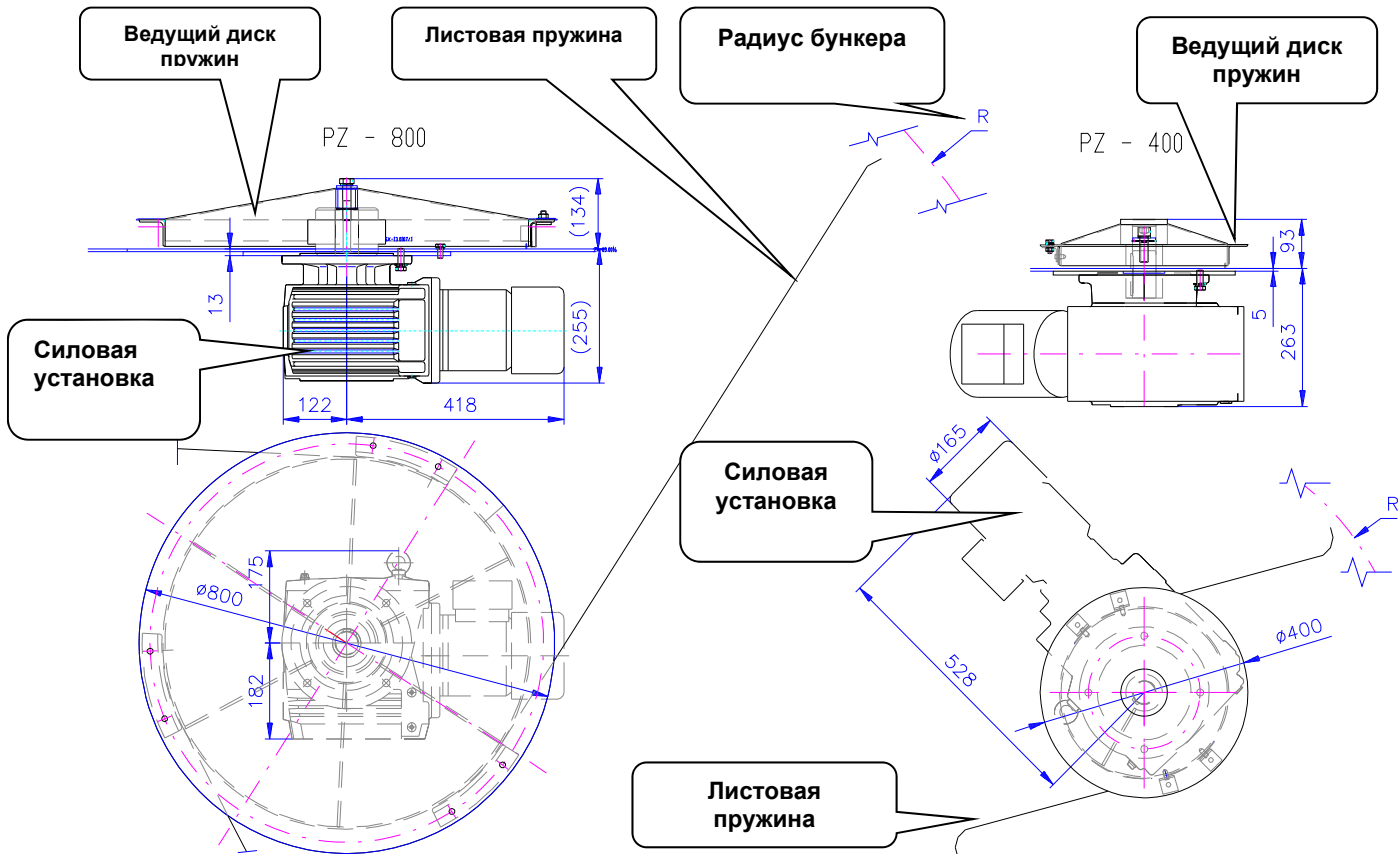 Ведущий диск
пружин
Листовая пружина
Радиус бункера
Ведущий диск
пружин
PZ - 800
R
PZ - 400
(134)
93
13
5
(255)
263
Силовая
установка
122
418
ø165
Силовая
установка
R
175
ø800
182
528
ø400
Листовая
пружина